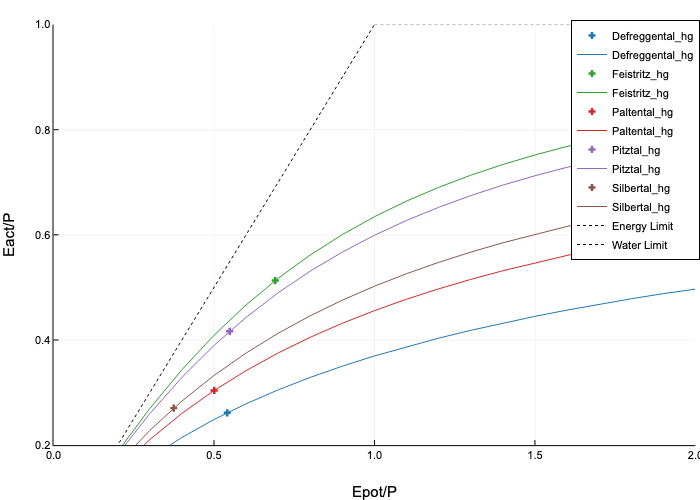 1.0
0.8
0.6
0.4
0.2
Eact/P
0.0
0.5
1.0
1.5
2.0
Epot/P
Defreggental_hg
Defreggental_hg
Feistritz_hg
Feistritz_hg
Paltental_hg
Paltental_hg
Pitztal_hg
Pitztal_hg
Silbertal_hg
Silbertal_hg
Energy Limit
Water Limit